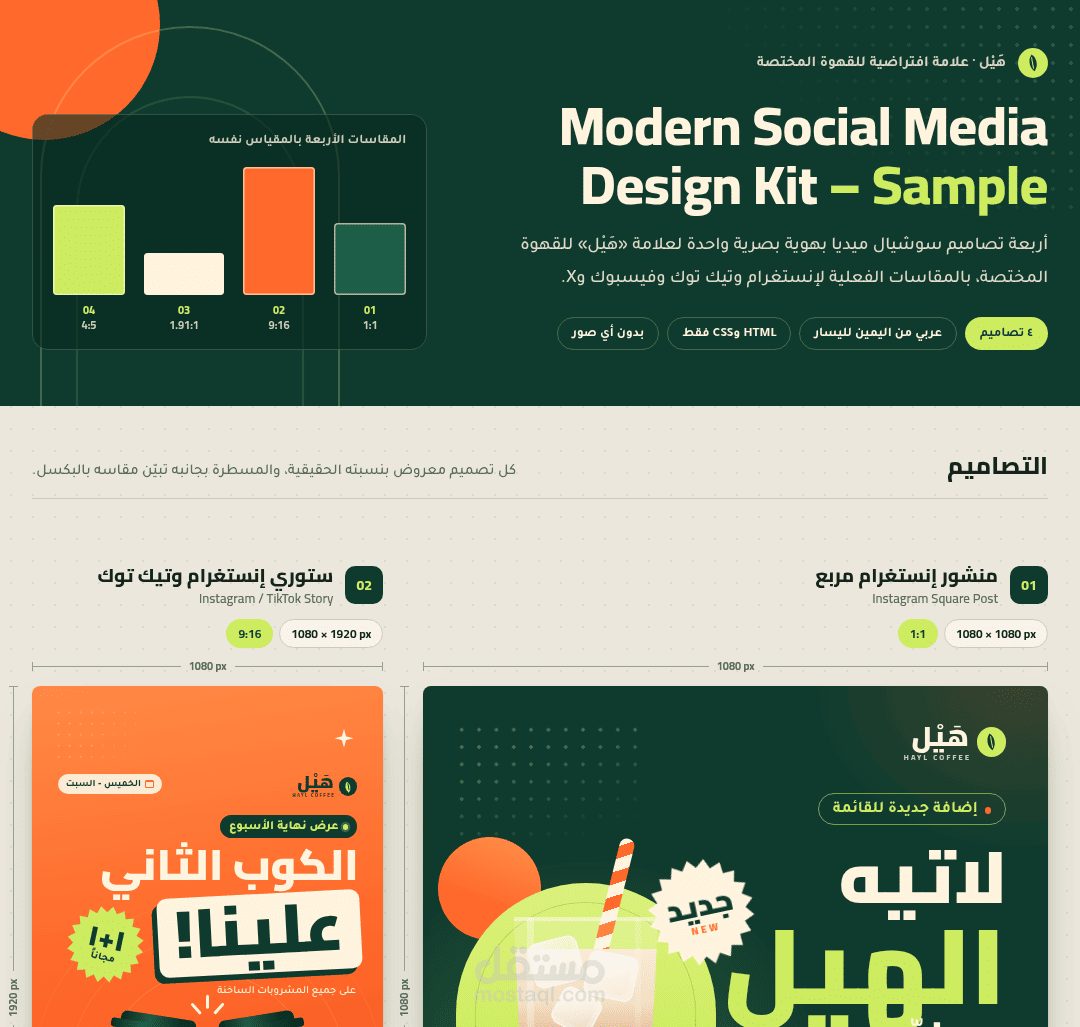 هَيْل · علامة افتراضية للقهوة المختصة
Modern Social Media
Design Kit – Sample
أربعة تصاميم سوشيال ميديا بهوية بصرية واحدة لعلامة «هَيْل» للقهوة
المختصة، بالمقاسات الفعلية لإنستغرام وتيك توك وفيسبوك وX.
٤ تصاميم
عربي من اليمين لليسار
HTML وCSS فقط
بدون أي صور
المقاسات الأربعة بالمقياس نفسه
01
1:1
02
9:16
03
1.91:1
04
4:5
التصاميم
كل تصميم معروض بنسبته الحقيقية، والمسطرة بجانبه تبيّن مقاسه بالبكسل.
01
منشور إنستغرام مربع
Instagram Square Post
1080 × 1080 px
1:1
1080 px
1080 px
هَيْل
HAYL COFFEE
إضافة جديدة للقائمة
لاتيه
الهيل
جديد
NEW
مستقل
mostaql.com
02
ستوري إنستغرام وتيك توك
Instagram / TikTok Story
1080 × 1920 px
9:16
1080 px
1920 px
هَيْل
HAYL COFFEE
الخميس - السبت
عرض نهاية الأسبوع
الكوب الثاني
علينا!
١+١
مجاناً
على جميع المشروبات الساخنة